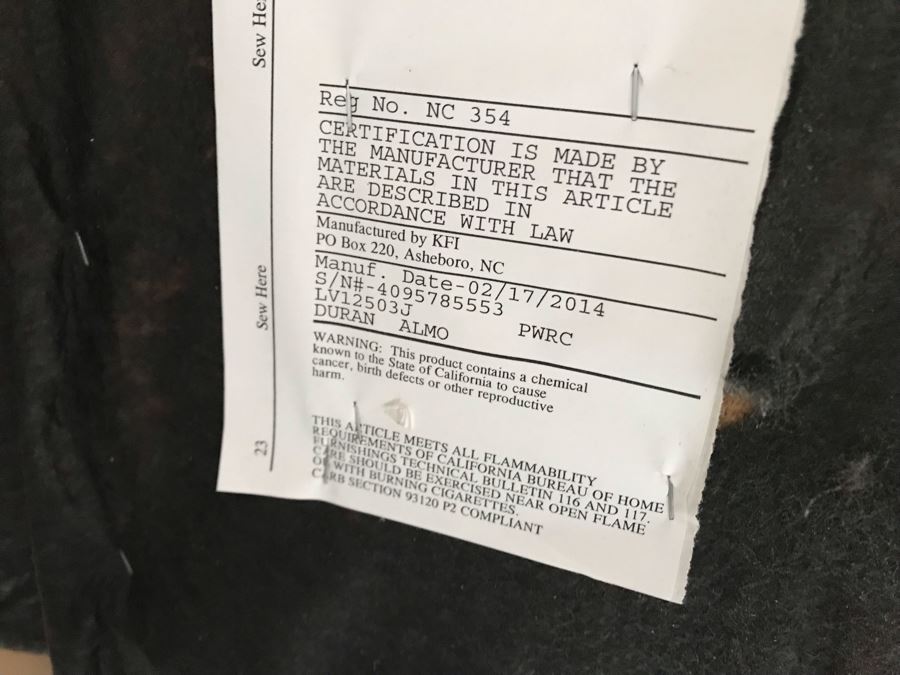 Sew Here
Sew Here
23
Reg No. NC 354
CERTIFICATION IS MADE BY
THE MANUFACTURER THAT THE
MATERIALS IN THIS ARTICLE
ARE DESCRIBED IN
ACCORDANCE WITH LAW
Manufactured by KFI
PO Box 220, Asheboro, NC
Manuf. Date-02/17/2014
S/N#-4095785553
LV12503J PWRC
DURAN ALMO
WARNING: This product contains a chemical
known to the State of California to cause
cancer, birth defects or other reproductive
harm.
THIS ARTICLE MEETS ALL FLAMMABILITY
REQUIREMENTS OF CALIFORNIA BUREAU OF HOME
FURNISHINGS TECHNICAL BULLETIN 116 AND 117.
CARE SHOULD BE EXERCISED NEAR OPEN FLAME
OR WITH BURNING CIGARETTES.
CARB SECTION 93120 P2 COMPLIANT